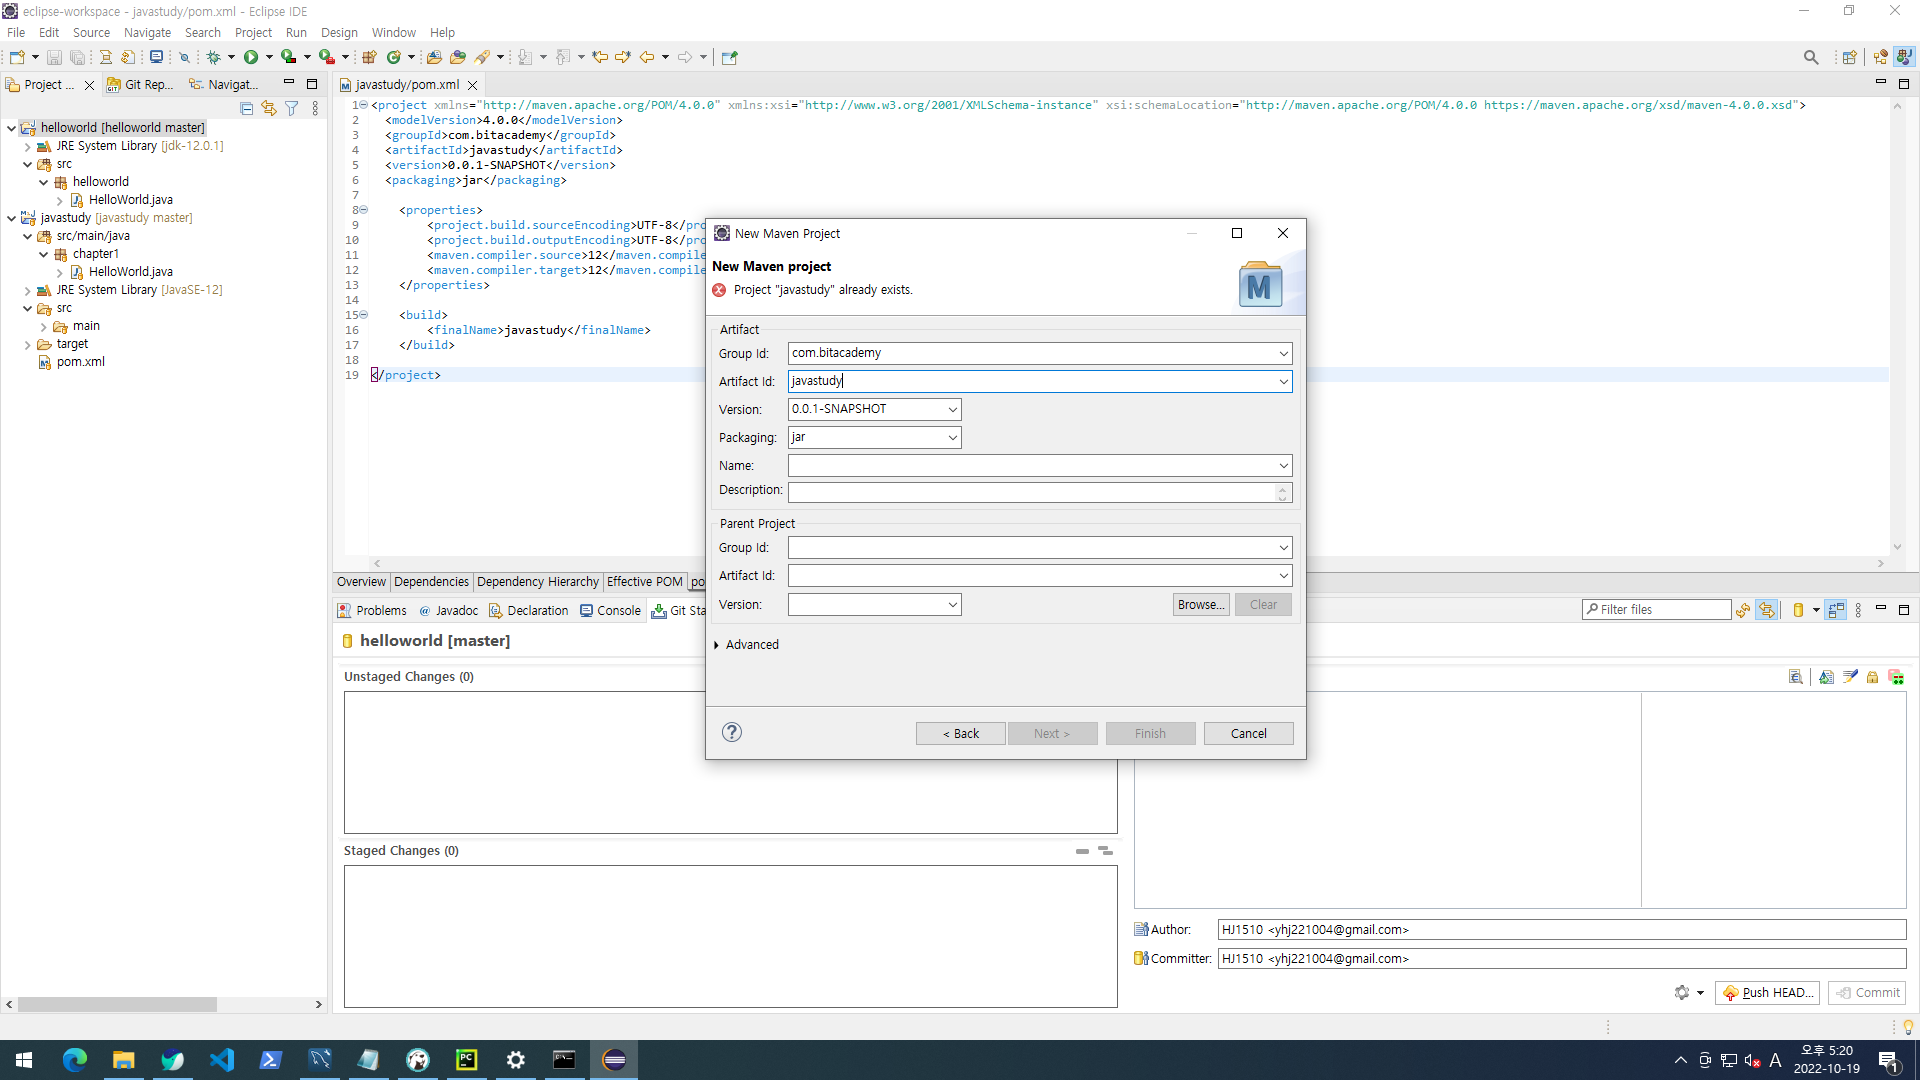 eclipse-workspace - javastudy/pom.xml - Eclipse IDE
File Edit Source Navigate Search Project Run Design Window Help
Project ... Git Rep... Navigat...
javastudy/pom.xml
helloworld [helloworld master]
JRE System Library [jdk-12.0.1]
src
helloworld
HelloWorld.java
javastudy [javastudy master]
src/main/java
chapter1
HelloWorld.java
JRE System Library [JavaSE-12]
src
main
target
pom.xml
1 <project xmlns="http://maven.apache.org/POM/4.0.0" xmlns:xsi="http://www.w3.org/2001/XMLSchema-instance" xsi:schemaLocation="http://maven.apache.org/POM/4.0.0 https://maven.apache.org/xsd/maven-4.0.0.xsd">
2 <modelVersion>4.0.0</modelVersion>
3 <groupId>com.bitacademy</groupId>
4 <artifactId>javastudy</artifactId>
5 <version>0.0.1-SNAPSHOT</version>
6 <packaging>jar</packaging>
7
8 <properties>
9 <project.build.sourceEncoding>UTF-8</pro
10 <project.build.outputEncoding>UTF-8</pro
11 <maven.compiler.source>12</maven.compile
12 <maven.compiler.target>12</maven.compile
13 </properties>
14
15 <build>
16 <finalName>javastudy</finalName>
17 </build>
18
19 </project>
Overview Dependencies Dependency Hierarchy Effective POM po
New Maven Project
New Maven project
Project "javastudy" already exists.
M
Artifact
Group Id: com.bitacademy
Artifact Id: javastudy
Version: 0.0.1-SNAPSHOT
Packaging: jar
Name:
Description:
Parent Project
Group Id:
Artifact Id:
Version:
Browse... Clear
Advanced
< Back Next > Finish Cancel
Problems @ Javadoc Declaration Console Git Sta
Filter files
helloworld [master]
Unstaged Changes (0)
Staged Changes (0)
Author: HJ1510 <yhj221004@gmail.com>
Committer: HJ1510 <yhj221004@gmail.com>
Push HEAD... Commit
PC
A
오후 5:20
2022-10-19
1